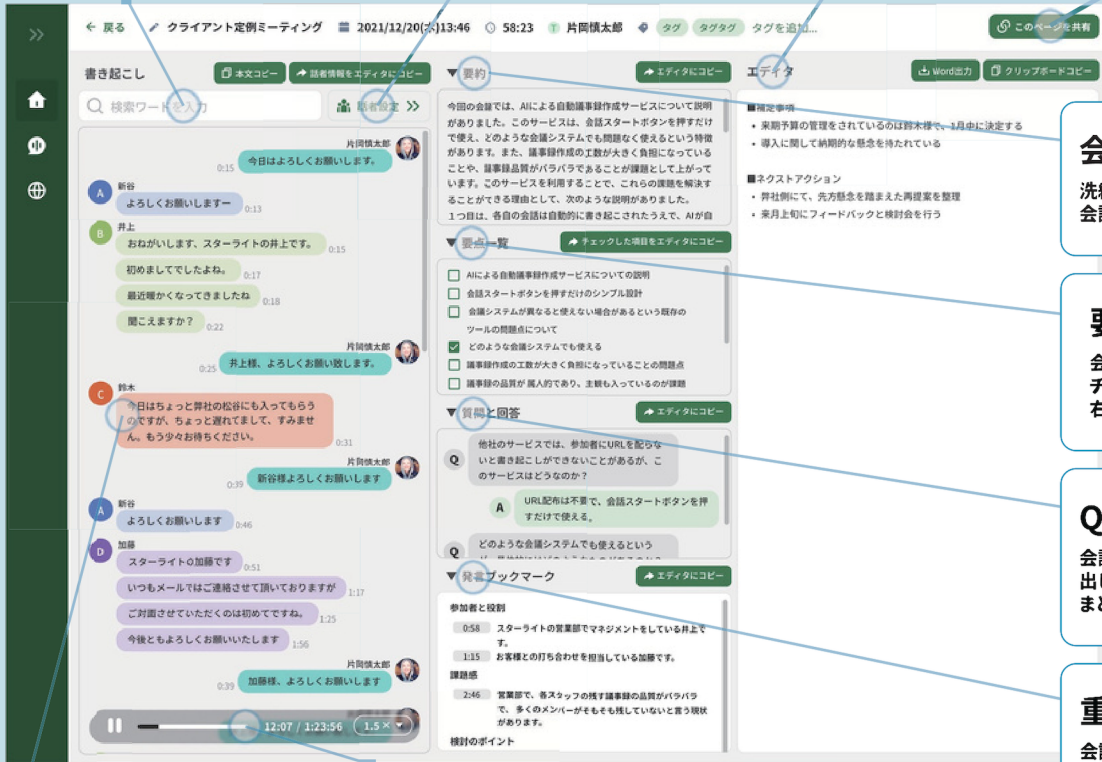 ← 戻る クライアント定例ミーティング 2021/12/20(木)13:46 58:23 T 片岡慎太郎 タグ タグタグ タグを追加... このページを共有
書き起こし 本文コピー 話者情報をエディタにコピー
検索ワードを入力 話者設定
片岡慎太郎
今日はよろしくお願いします。
0:15
A 新谷
よろしくお願いしますー 0:13
B 井上
おねがいします、スターライトの井上です。 0:15
初めましてでしたよね。 0:17
最近暖かくなってきましたね 0:18
聞こえますか？ 0:22
片岡慎太郎
0:25 井上様、よろしくお願い致します。
C 鈴木
今日はちょっと弊社の松谷にも入ってもらう
のですが、ちょっと遅れてまして、すみませ
ん。もう少々お待ちください。 0:31
片岡慎太郎
0:39 新谷様よろしくお願いします
A 新谷
よろしくお願いします 0:46
D 加藤
スターライトの加藤です 0:51
いつもメールではご連絡させて頂いておりますが 1:17
ご対面させていただくのは初めてですね。 1:25
今後ともよろしくお願いいたします 1:56
片岡慎太郎
0:39 加藤様、よろしくお願いします
12:07 / 1:23:56 1.5×
▼要約 エディタにコピー
今回の会議では、AIによる自動議事録作成サービスについて説明
がありました。このサービスは、会話スタートボタンを押すだけ
で使え、どのような会議システムでも問題なく使えるという特徴
があります。また、議事録作成の工数が大きく負担になっている
ことや、議事録品質がバラバラであることが課題として上がって
います。このサービスを利用することで、これらの課題を解決す
ることができる理由として、次のような説明がありました。
１つ目は、各自の会話は自動的に書き起こされたうえで、AIが自
▼要点一覧 チェックした項目をエディタにコピー
AIによる自動議事録作成サービスについての説明
会話スタートボタンを押すだけのシンプル設計
会議システムが異なると使えない場合があるという既存の
ツールの問題点について
どのような会議システムでも使える
議事録作成の工数が大きく負担になっていることの問題点
議事録の品質が属人的であり、主観も入っているのが課題
▼質問と回答 エディタにコピー
Q 他社のサービスでは、参加者にURLを配らな
いと書き起こしができないことがあるが、こ
のサービスはどうなのか？
A URL配布は不要で、会話スタートボタンを押
すだけで使える。
Q どのような会議システムでも使えるという
▼発言ブックマーク エディタにコピー
参加者と役割
0:58 スターライトの営業部でマネジメントをしている井上で
す。
1:15 お客様との打ち合わせを担当している加藤です。
課題感
2:46 営業部で、各スタッフの残す議事録の品質がバラバラ
で、多くのメンバーがそもそも残していないと言う現状
があります。
検討のポイント
エディタ Word出力 クリップボードコピー
■補定事項
・来期予算の管理をされているのは鈴木様で、1月中に決定する
・導入に関して納期的な懸念を持たれている
■ネクストアクション
・弊社側にて、先方懸念を踏まえた再提案を整理
・来月上旬にフィードバックと検討会を行う
会
洗
会
要
会
チ
右
Q
会
出し
ま
重